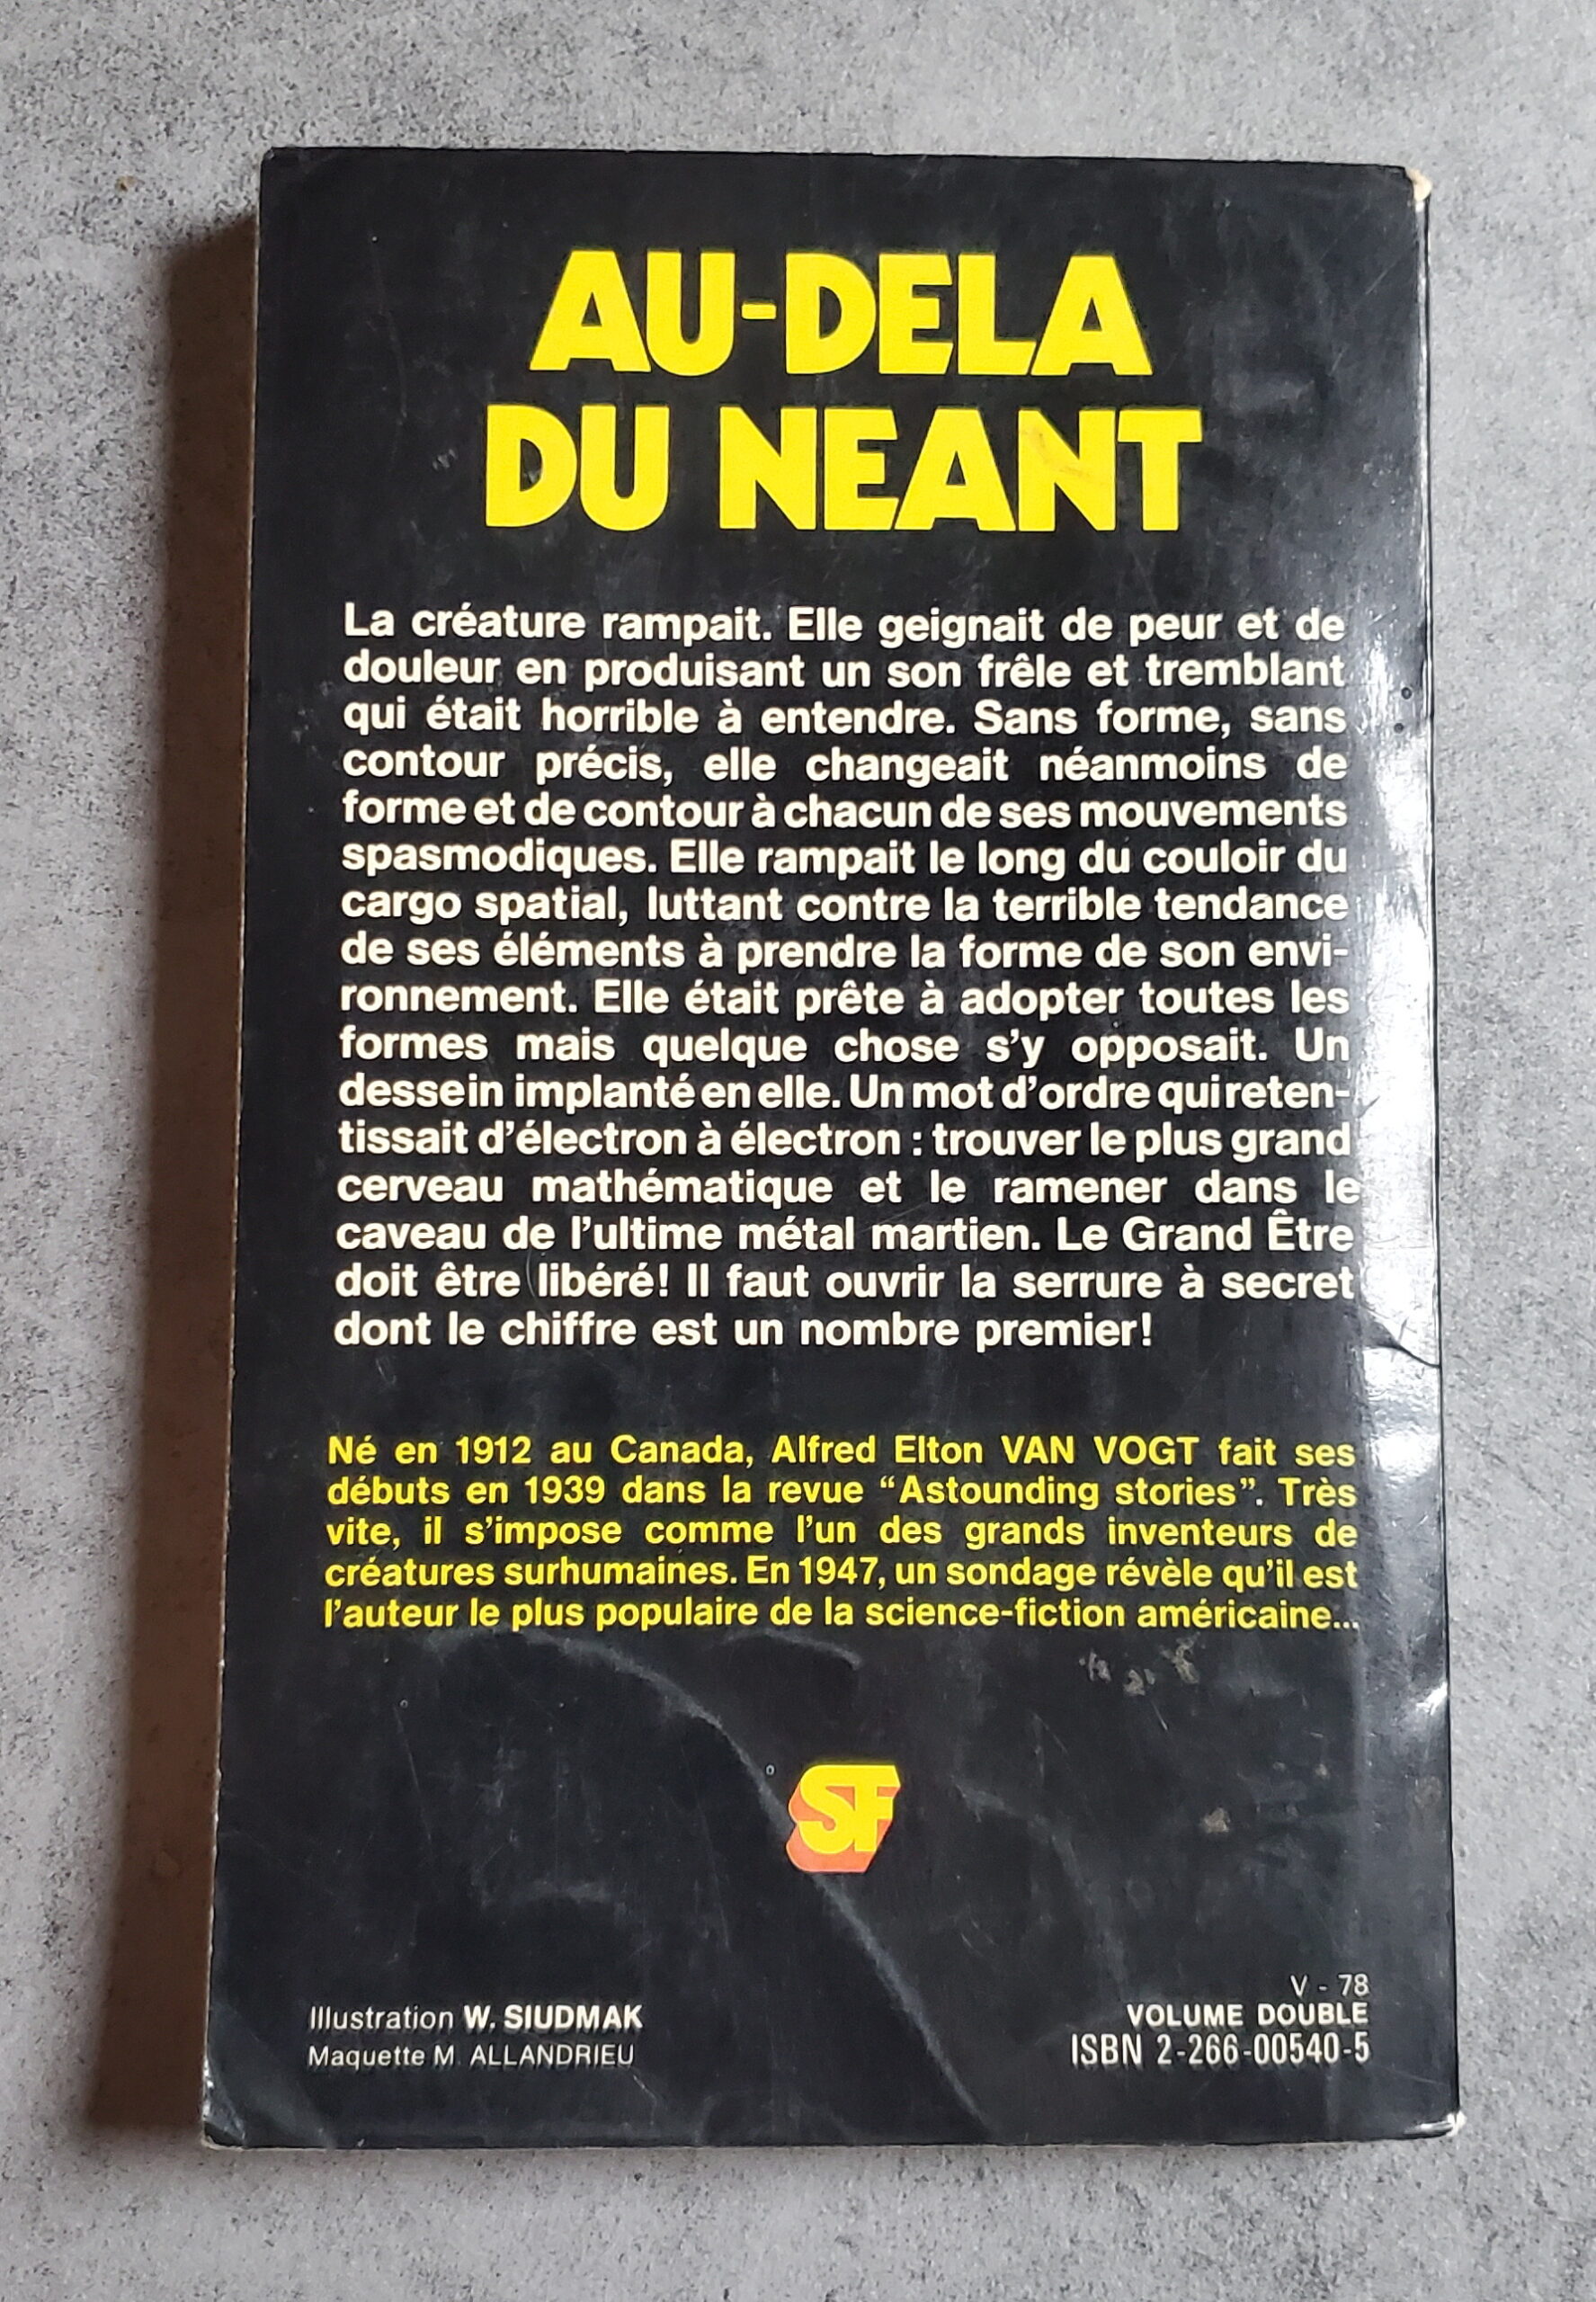 AU-DELA
DU NEANT
La créature rampait. Elle geignait de peur et de
douleur en produisant un son frêle et tremblant
qui était horrible à entendre. Sans forme, sans
contour précis, elle changeait néanmoins de
forme et de contour à chacun de ses mouvements
spasmodiques. Elle rampait le long du couloir du
cargo spatial, luttant contre la terrible tendance
de ses éléments à prendre la forme de son envi-
ronnement. Elle était prête à adopter toutes les
formes mais quelque chose s'y opposait. Un
dessein implanté en elle. Un mot d'ordre qui reten-
tissait d'électron à électron : trouver le plus grand
cerveau mathématique et le ramener dans le
caveau de l'ultime métal martien. Le Grand Être
doit être libéré! Il faut ouvrir la serrure à secret
dont le chiffre est un nombre premier!
Né en 1912 au Canada, Alfred Elton VAN VOGT fait ses
débuts en 1939 dans la revue “Astounding stories”. Très
vite, il s'impose comme l'un des grands inventeurs de
créatures surhumaines. En 1947, un sondage révèle qu'il est
l'auteur le plus populaire de la science-fiction américaine...
SF
Illustration W. SIUDMAK
Maquette M. ALLANDRIEU
V - 78
VOLUME DOUBLE
ISBN 2-266-00540-5